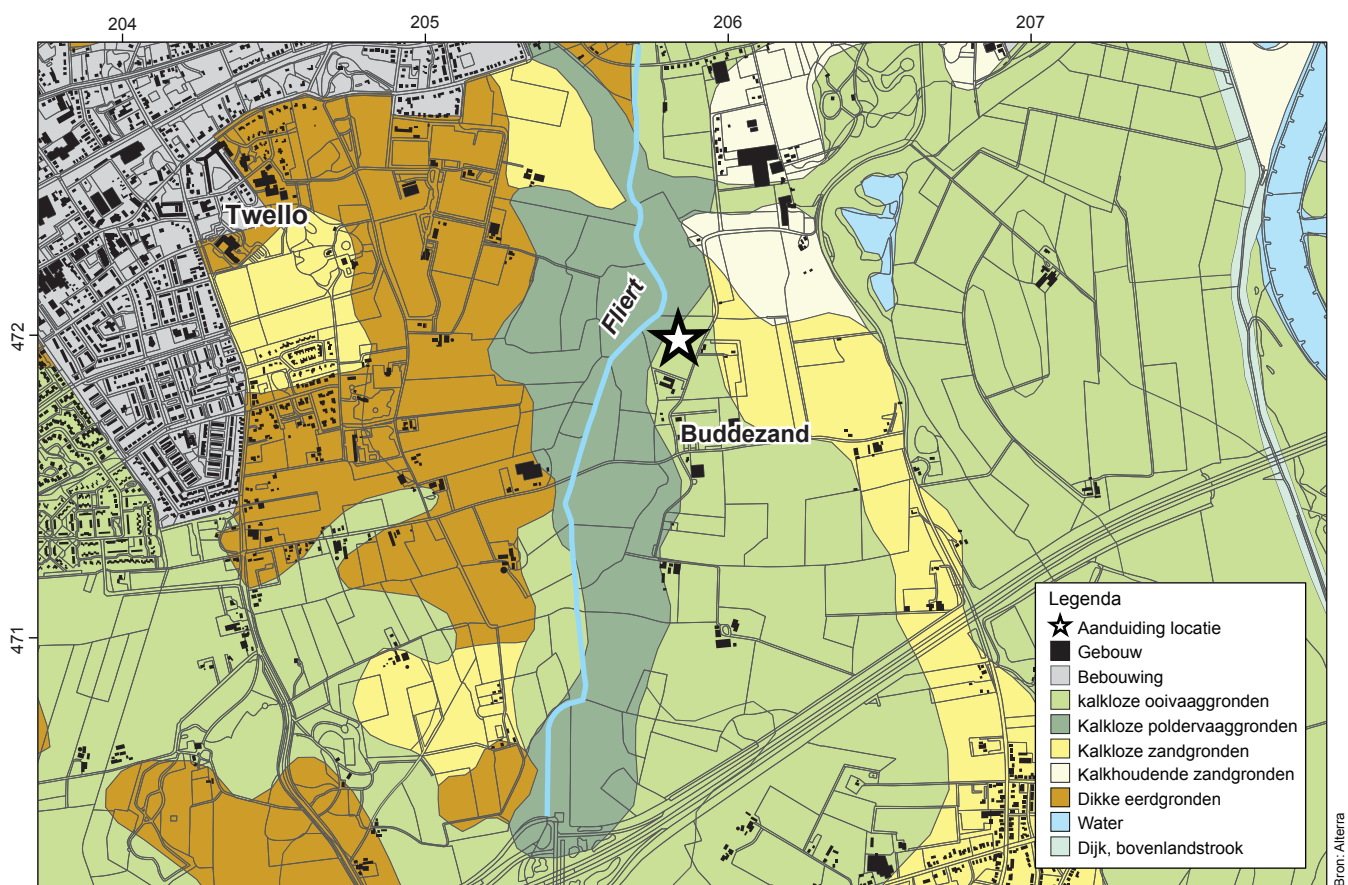 204
205
206
207
472
471
Twello
Fliert
Buddezand
Legenda
Aanduiding locatie
Gebouw
Bebouwing
kalkloze ooivaaggronden
Kalkloze poldervaaggronden
Kalkloze zandgronden
Kalkhoudende zandgronden
Dikke eerdgronden
Water
Dijk, bovenlandstrook
Bron: Alterra